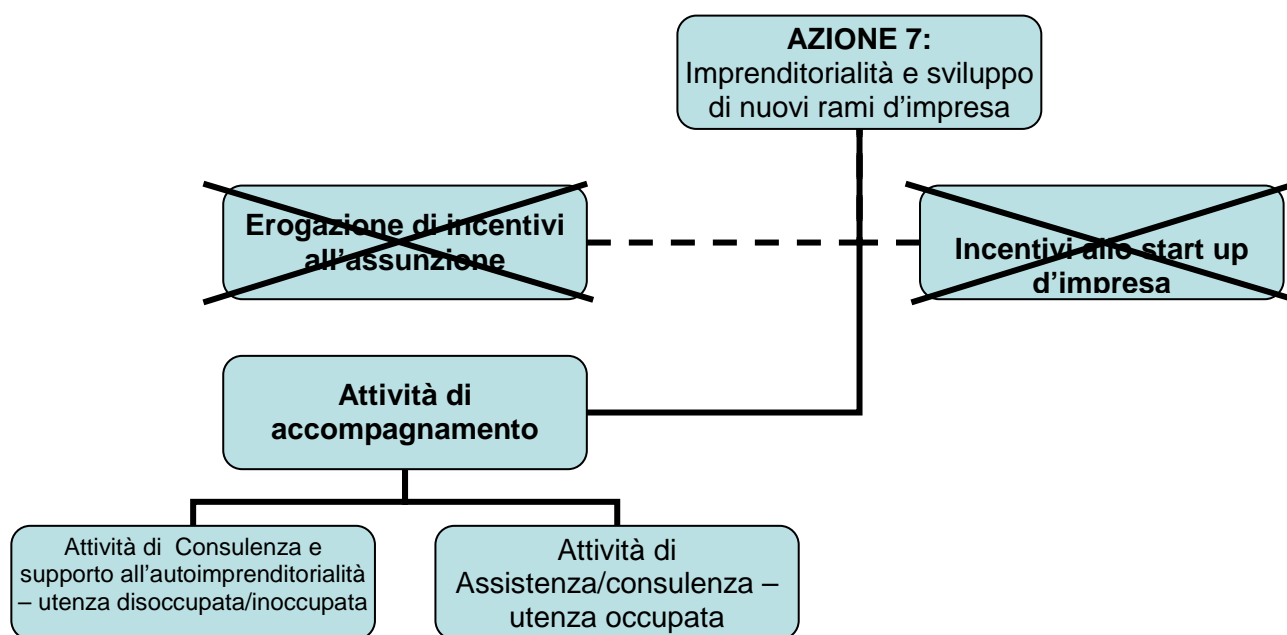 AZIONE 7:
Imprenditorialità e sviluppo
di nuovi rami d’impresa
Erogazione di incentivi
all’assunzione
Incentivi allo start up
d’impresa
Attività di
accompagnamento
Attività di  Consulenza e
supporto all’autoimprenditorialità
– utenza disoccupata/inoccupata
Attività di
Assistenza/consulenza –
utenza occupata